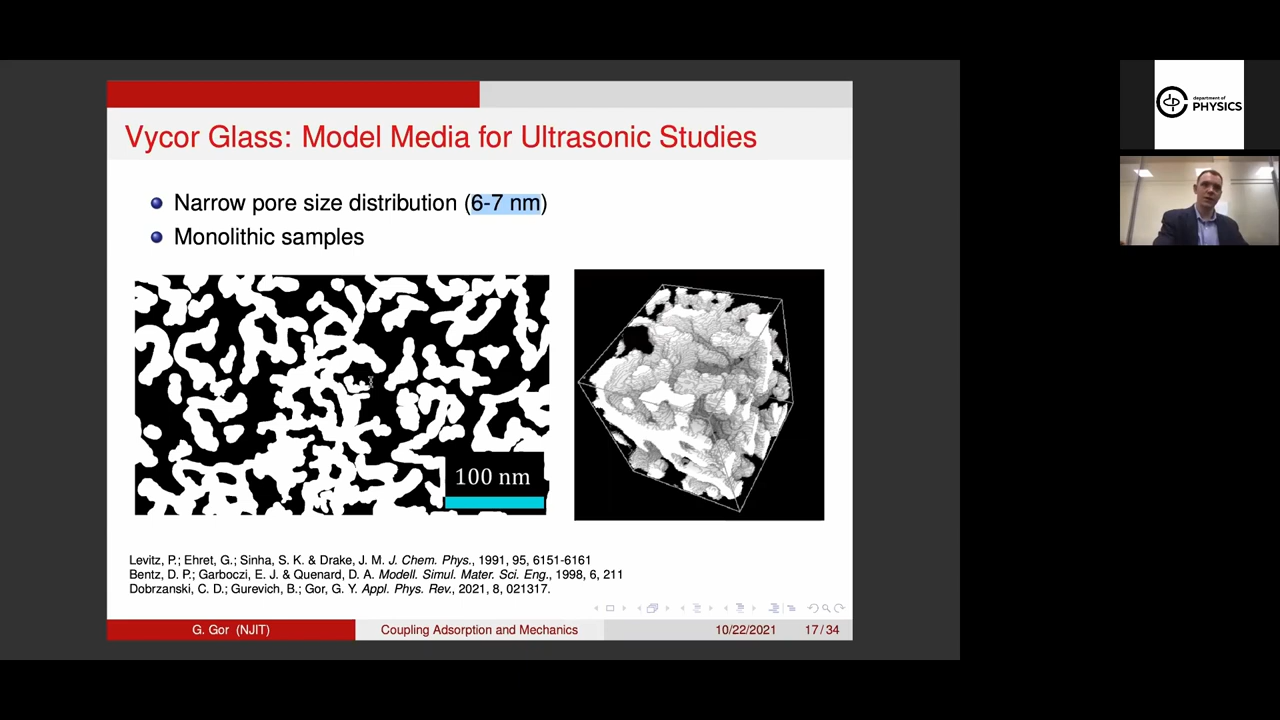 Vycor Glass: Model Media for Ultrasonic Studies
Narrow pore size distribution (6-7 nm)
Monolithic samples
100 nm
Levitz, P.; Ehret, G.; Sinha, S. K. & Drake, J. M. J. Chem. Phys., 1991, 95, 6151-6161
Bentz, D. P.; Garboczi, E. J. & Quenard, D. A. Modell. Simul. Mater. Sci. Eng., 1998, 6, 211
Dobrzanski, C. D.; Gurevich, B.; Gor, G. Y. Appl. Phys. Rev., 2021, 8, 021317.
G. Gor (NJIT)
Coupling Adsorption and Mechanics
10/22/2021
17 / 34
department of
PHYSICS